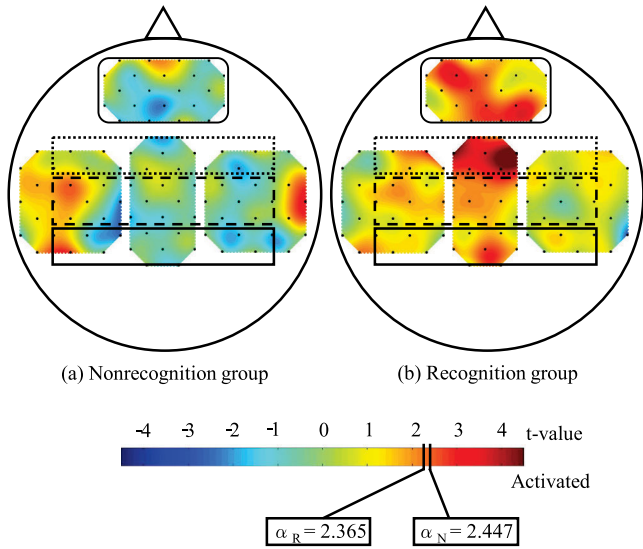 (a) Nonrecognition group
(b) Recognition group
-4 -3 -2 -1 0 1 2 3 4 t-value
Activated
α R = 2.365
α N = 2.447